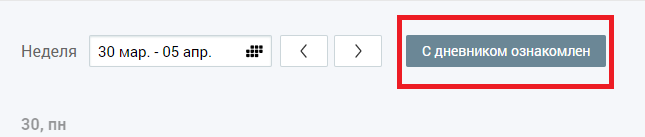 Неделя 30 мар. - 05 апр. С дневником ознакомлен
30, пн